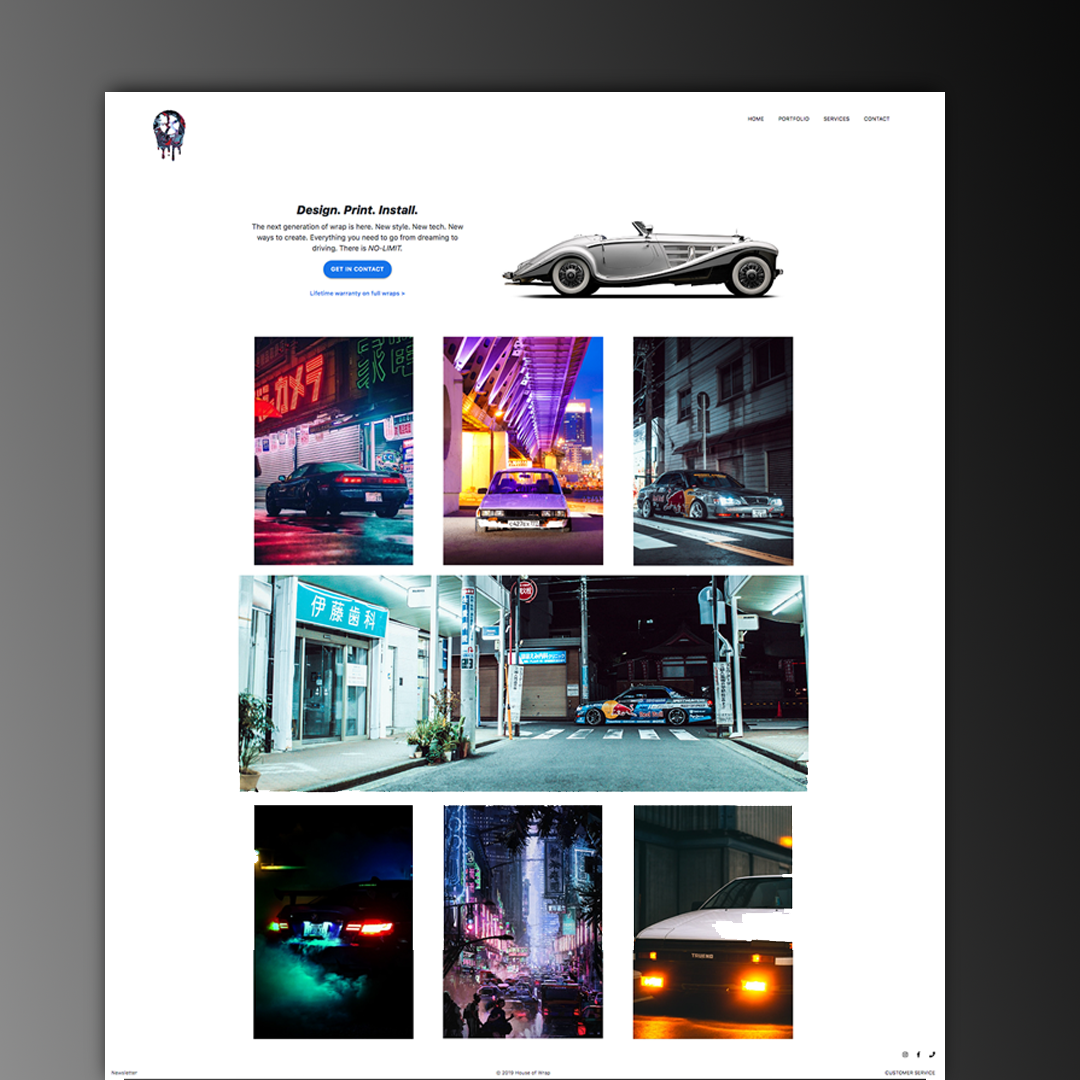 HOME PORTFOLIO SERVICES CONTACT
Design. Print. Install.
The next generation of wrap is here. New style. New tech. New
ways to create. Everything you need to go from dreaming to
driving. There is NO-LIMIT.
GET IN CONTACT
Lifetime warranty on full wraps >
カメラ
伊藤歯科
TRUENO
Newsletter
© 2019 House of Wrap
CUSTOMER SERVICE